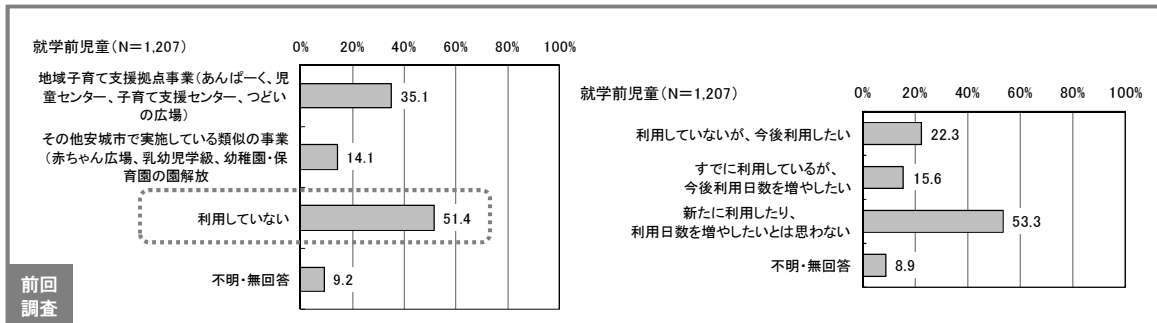 就学前児童(N=1,207)
0% 20% 40% 60% 80% 100%
地域子育て支援拠点事業(あんぱーく、児
童センター、子育て支援センター、つどい
の広場)
35.1
その他安城市で実施している類似の事業
(赤ちゃん広場、乳幼児学級、幼稚園・保
育園の園解放
14.1
利用していない
51.4
不明・無回答
9.2
前回
調査
就学前児童(N=1,207)
0% 20% 40% 60% 80% 100%
利用していないが、今後利用したい
22.3
すでに利用しているが、
今後利用日数を増やしたい
15.6
新たに利用したり、
利用日数を増やしたいとは思わない
53.3
不明・無回答
8.9